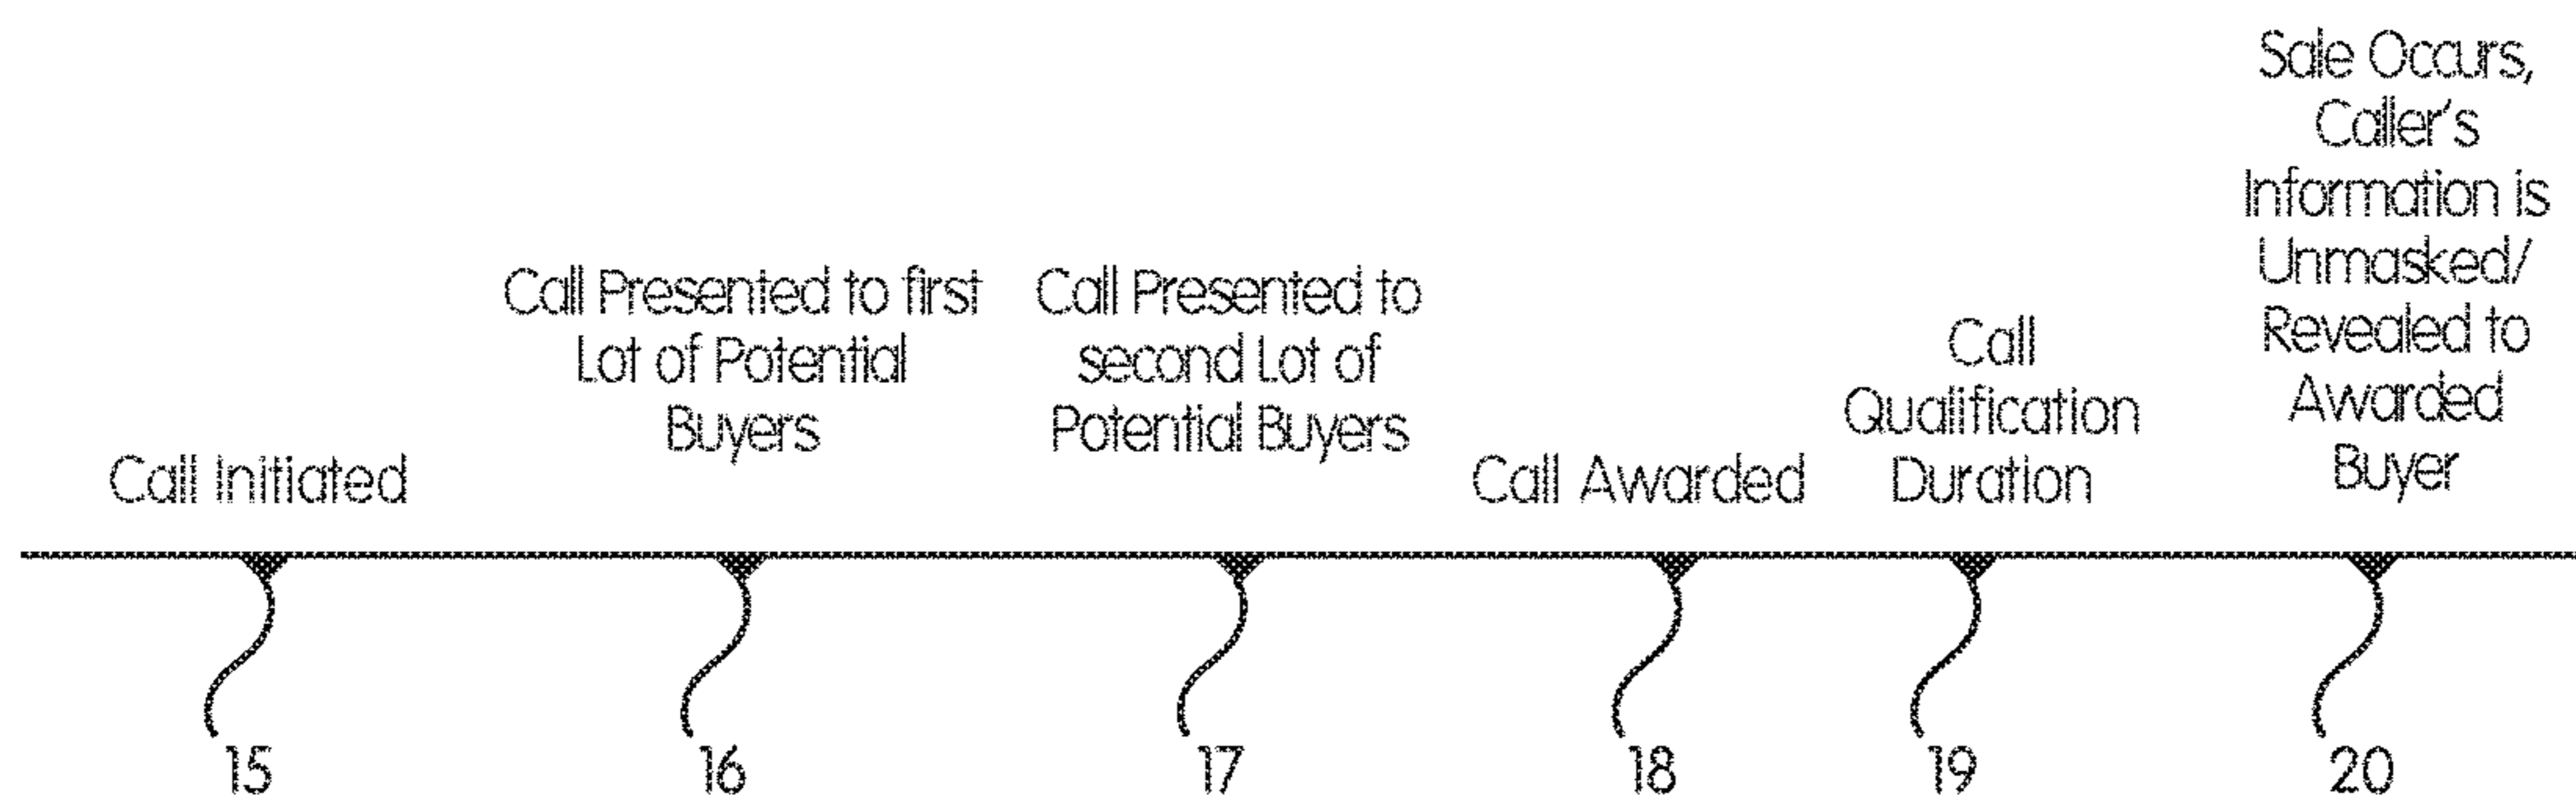 Call Initiated
Call Presented to first
Lot of Potential
Buyers
Call Presented to
second Lot of
Potential Buyers
Call Awarded
Call
Qualification
Duration
Sale Occurs,
Caller's
Information is
Unmasked/
Revealed to
Awarded
Buyer
15
16
17
18
19
20